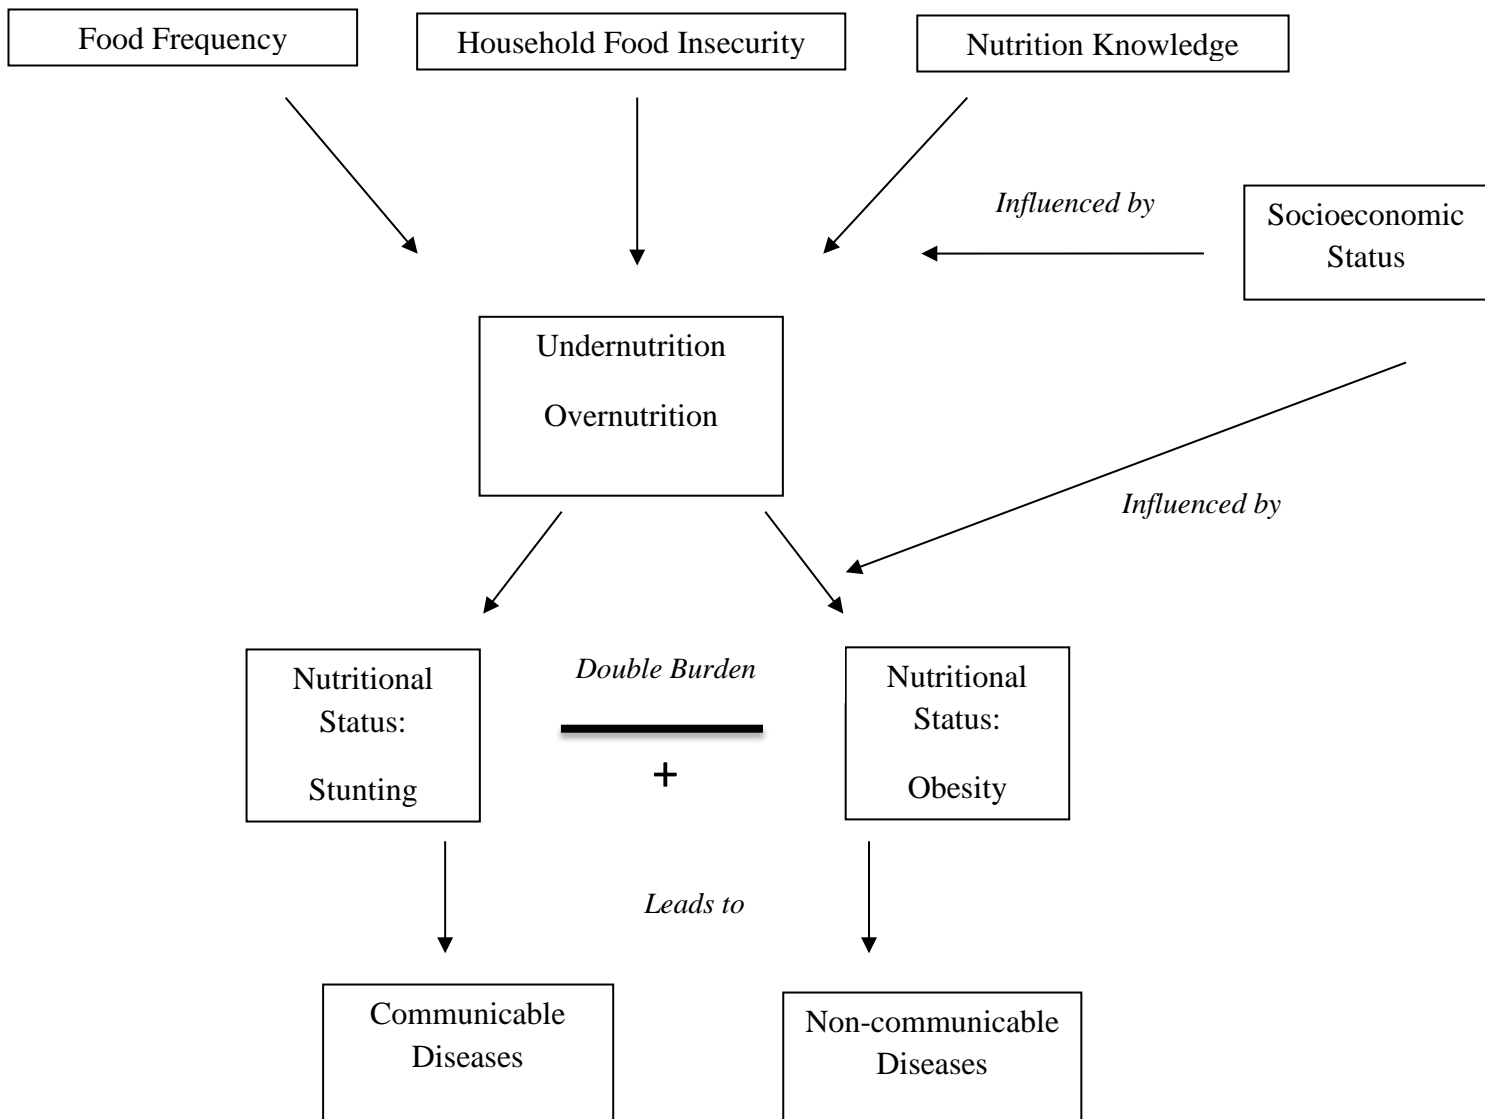 Food Frequency
Household Food Insecurity
Nutrition Knowledge
Influenced by
Socioeconomic
Status
Undernutrition
Overnutrition
Influenced by
Nutritional
Status:
Stunting
Double Burden
+
Nutritional
Status:
Obesity
Leads to
Communicable
Diseases
Non-communicable
Diseases